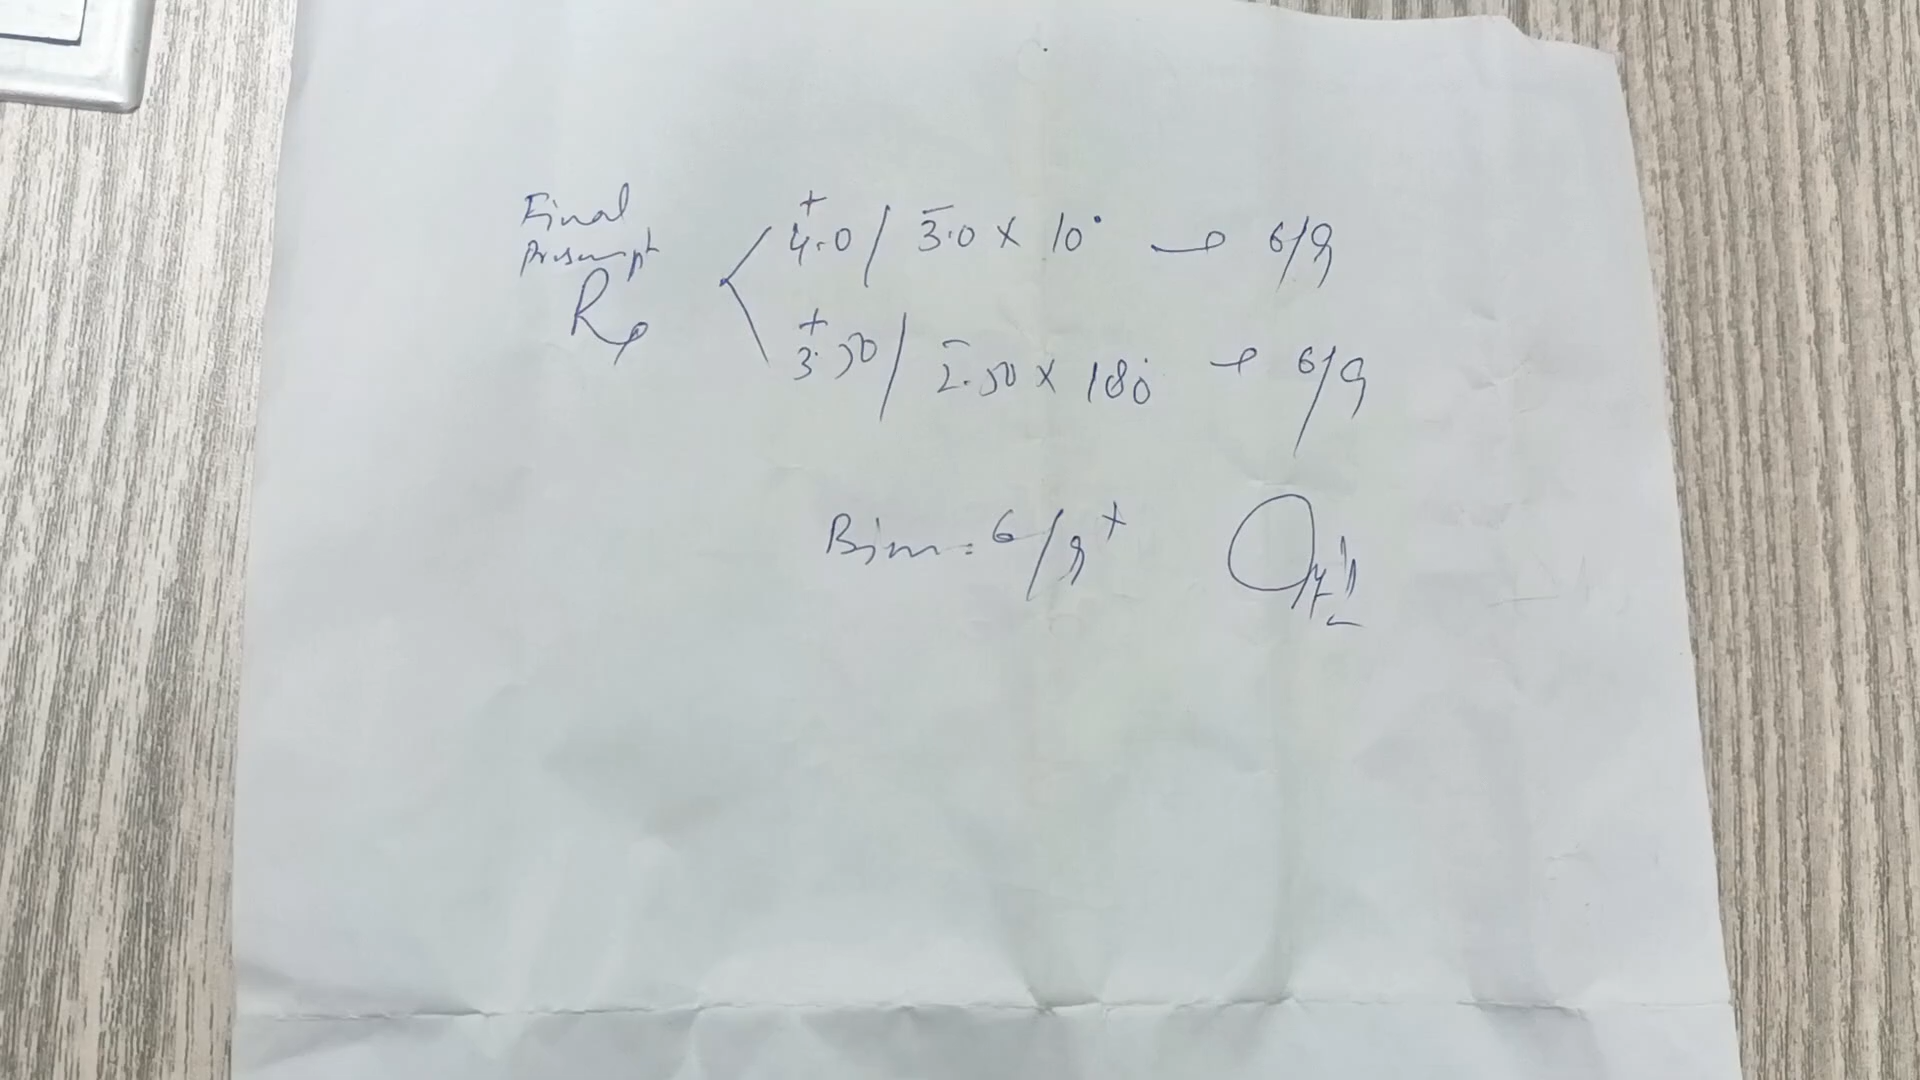 Final
Rx
+4.0 / -3.0 x 10° → 6/9
+3.50 / -2.50 x 180° → 6/9
Bin = 6/9+